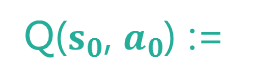 Q(s₀, a₀) :=